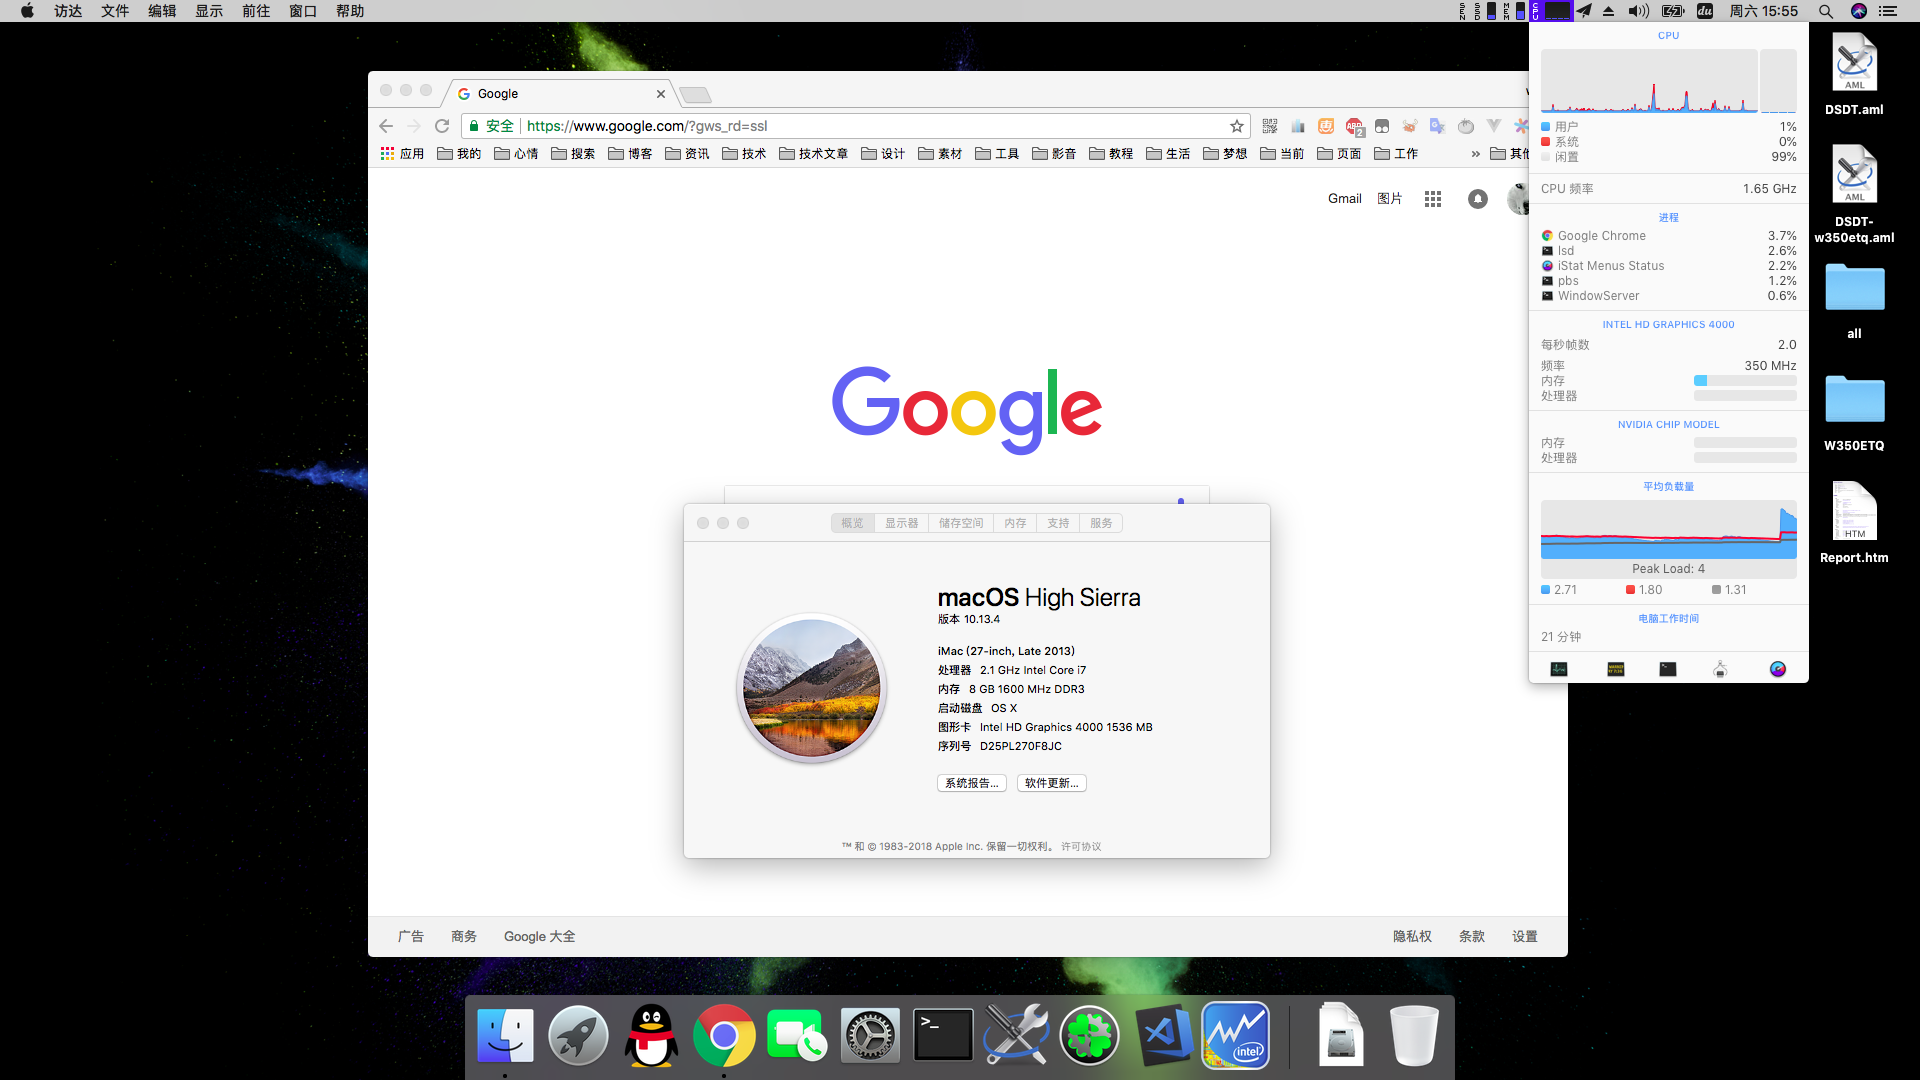 访达 文件 编辑 显示 前往 窗口 帮助
SEN SSD MEM CPU 周六 15:55
Google
安全 https://www.google.com/?gws_rd=ssl
应用 我的 心情 搜索 博客 资讯 技术 技术文章 设计 素材 工具 影音 教程 生活 梦想 当前 页面 工作 » 其他
Gmail 图片
Google
概览 显示器 储存空间 内存 支持 服务
macOS High Sierra
版本 10.13.4
iMac (27-inch, Late 2013)
处理器 2.1 GHz Intel Core i7
内存 8 GB 1600 MHz DDR3
启动磁盘 OS X
图形卡 Intel HD Graphics 4000 1536 MB
序列号 D25PL270F8JC
系统报告... 软件更新...
™ 和 © 1983-2018 Apple Inc. 保留一切权利。 许可协议
广告 商务 Google 大全
隐私权 条款 设置
CPU
用户 1%
系统 0%
闲置 99%
CPU 频率 1.65 GHz
进程
Google Chrome 3.7%
lsd 2.6%
iStat Menus Status 2.2%
pbs 1.2%
WindowServer 0.6%
INTEL HD GRAPHICS 4000
每秒帧数 2.0
频率 350 MHz
内存
处理器
NVIDIA CHIP MODEL
内存
处理器
平均负载量
Peak Load: 4
2.71 1.80 1.31
电脑工作时间
21 分钟
AML
DSDT.aml
AML
DSDT-
w350etq.aml
all
W350ETQ
HTM
Report.htm
intel